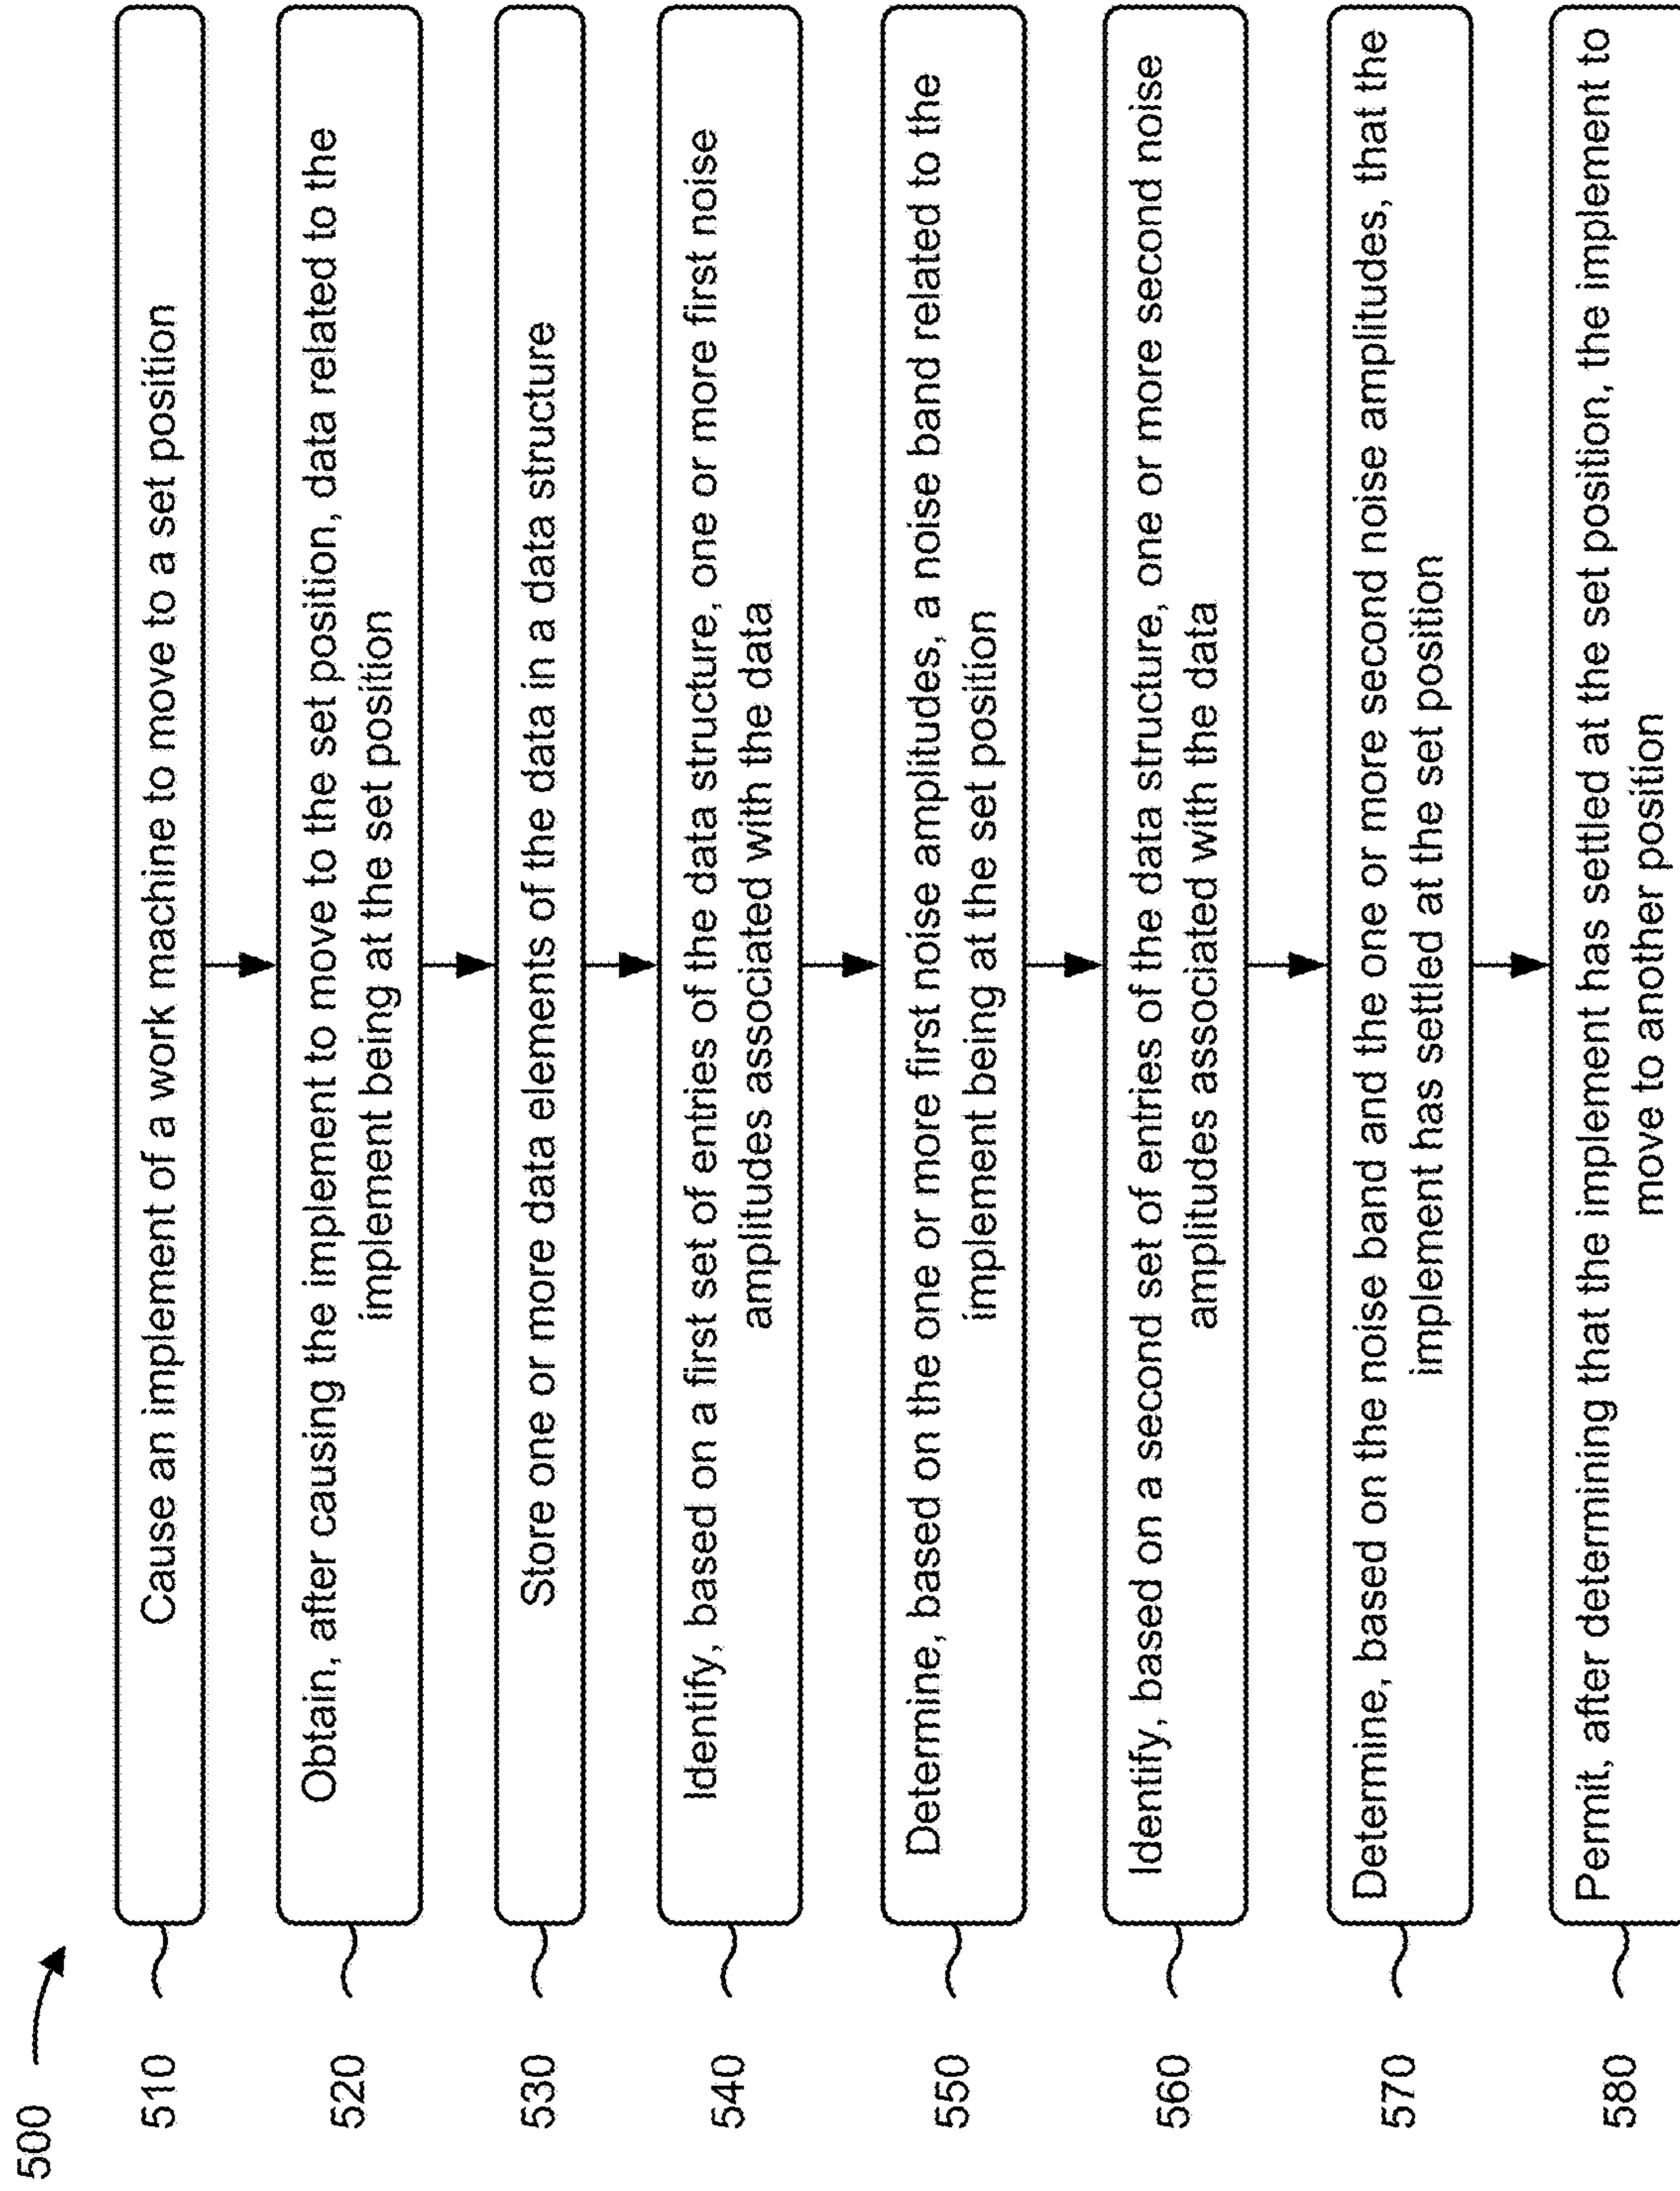 500
510
Cause an implement of a work machine to move to a set position
520
Obtain, after causing the implement to move to the set position, data related to the
implement being at the set position
530
Store one or more data elements of the data in a data structure
540
Identify, based on a first set of entries of the data structure, one or more first noise
amplitudes associated with the data
550
Determine, based on the one or more first noise amplitudes, a noise band related to the
implement being at the set position
560
Identify, based on a second set of entries of the data structure, one or more second noise
amplitudes associated with the data
570
Determine, based on the noise band and the one or more second noise amplitudes, that the
implement has settled at the set position
580
Permit, after determining that the implement has settled at the set position, the implement to
move to another position